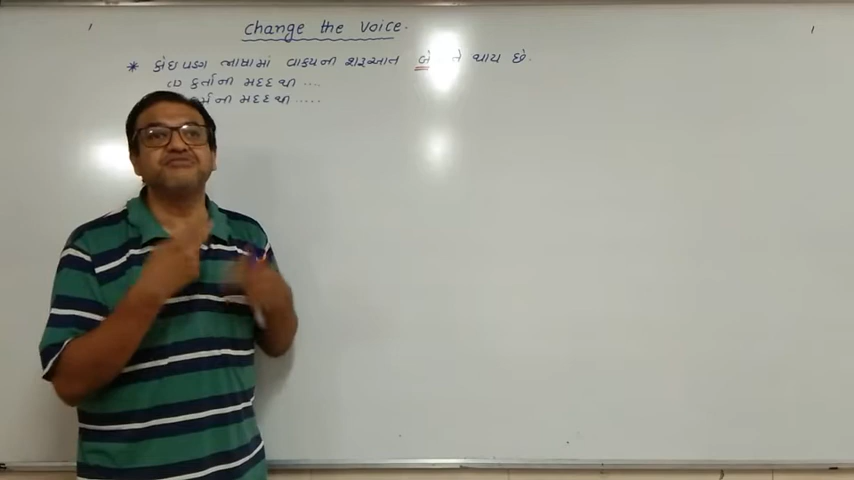 Change the Voice.
* કોઇપણ ભાષામાં વાક્યની શરૂઆત બે તે થાય છે.
(1) કર્તાની મદદથી ....
ર્મની મદદથી .....